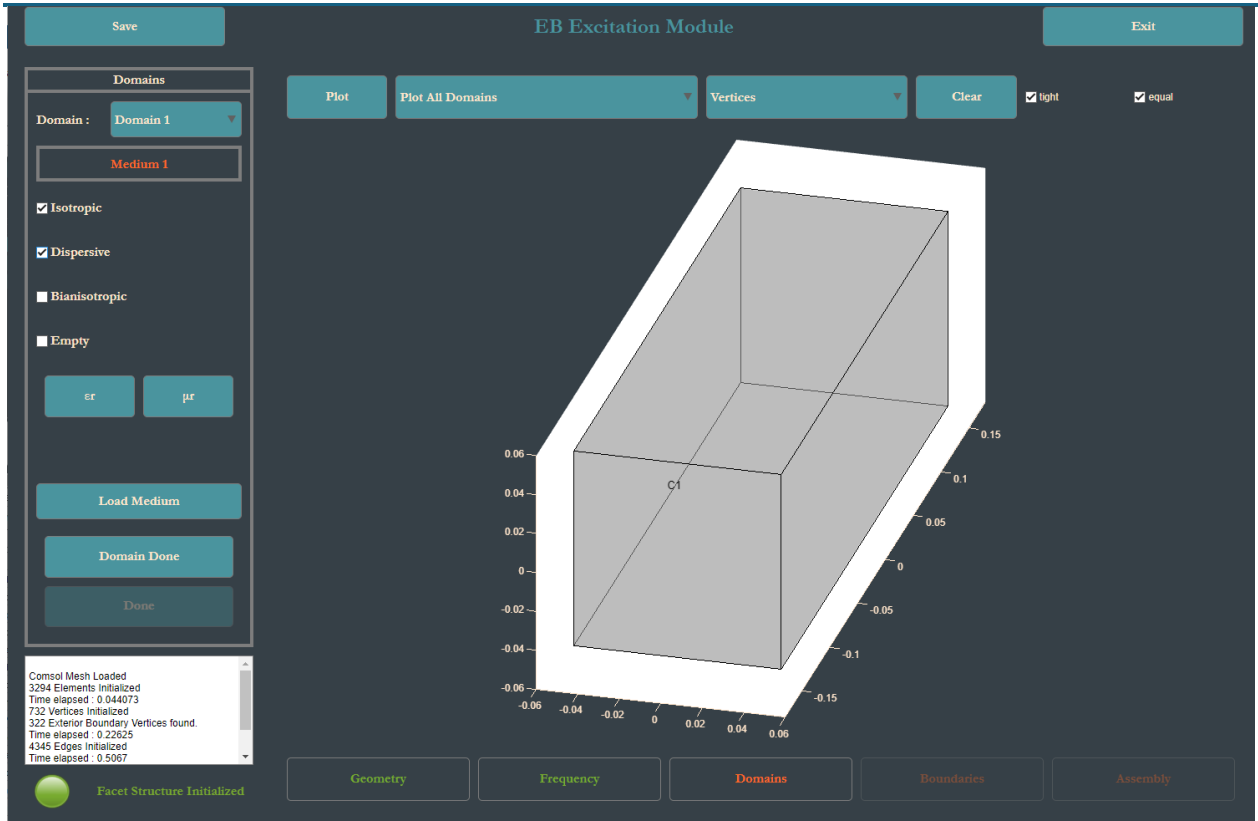 Save
EB Excitation Module
Exit
Domains
Domain :
Domain 1
Medium 1
Isotropic
Dispersive
Bianisotropic
Empty
εr
μr
Load Medium
Domain Done
Done
Comsol Mesh Loaded
3294 Elements Initialized
Time elapsed : 0.044073
732 Vertices Initialized
322 Exterior Boundary Vertices found.
Time elapsed : 0.22625
4345 Edges Initialized
Time elapsed : 0.5067
Facet Structure Initialized
Plot
Plot All Domains
Vertices
Clear
tight
equal
C1
0.06
0.04
0.02
0
-0.02
-0.04
-0.06
-0.06
-0.04
-0.02
0
0.02
0.04
0.06
0.15
0.1
0.05
0
-0.05
-0.1
-0.15
Geometry
Frequency
Domains
Boundaries
Assembly